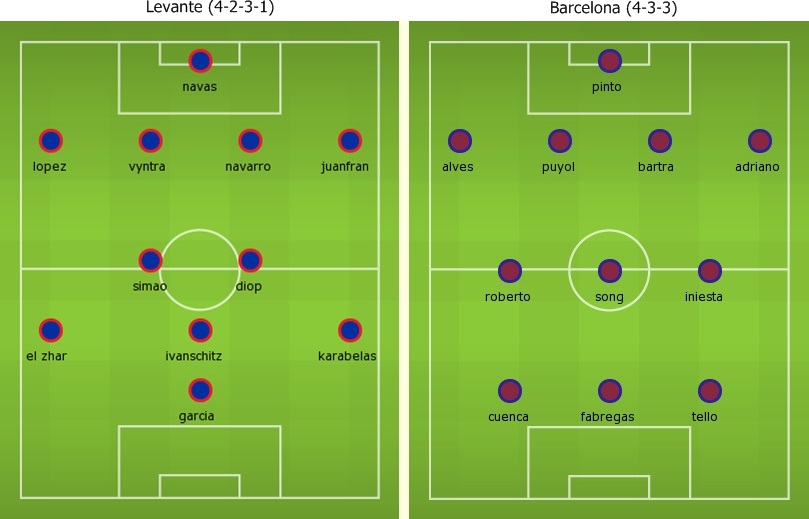 Levante (4-2-3-1)
navas
lopez vyntra navarro juanfran
simao diop
el zhar ivanschitz karabelas
garcia
Barcelona (4-3-3)
pinto
alves puyol bartra adriano
roberto song iniesta
cuenca fabregas tello